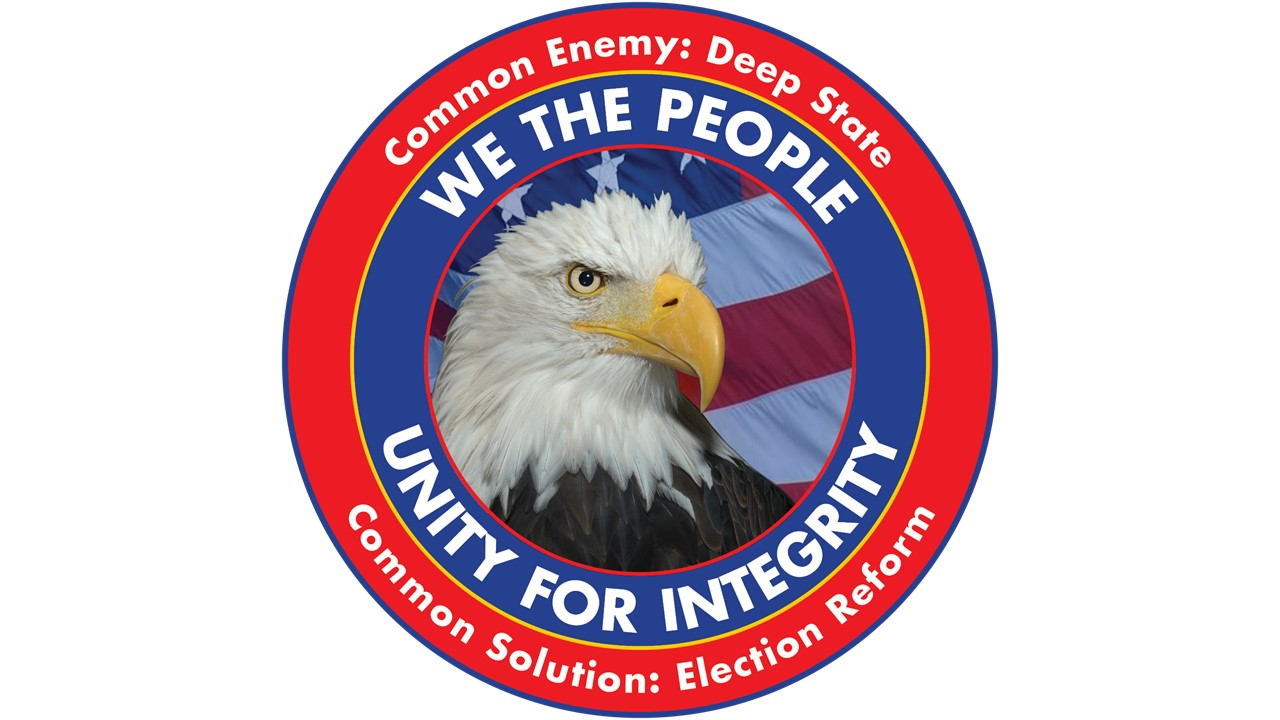 Common Enemy: Deep State
WE THE PEOPLE
UNITY FOR INTEGRITY
Common Solution: Election Reform